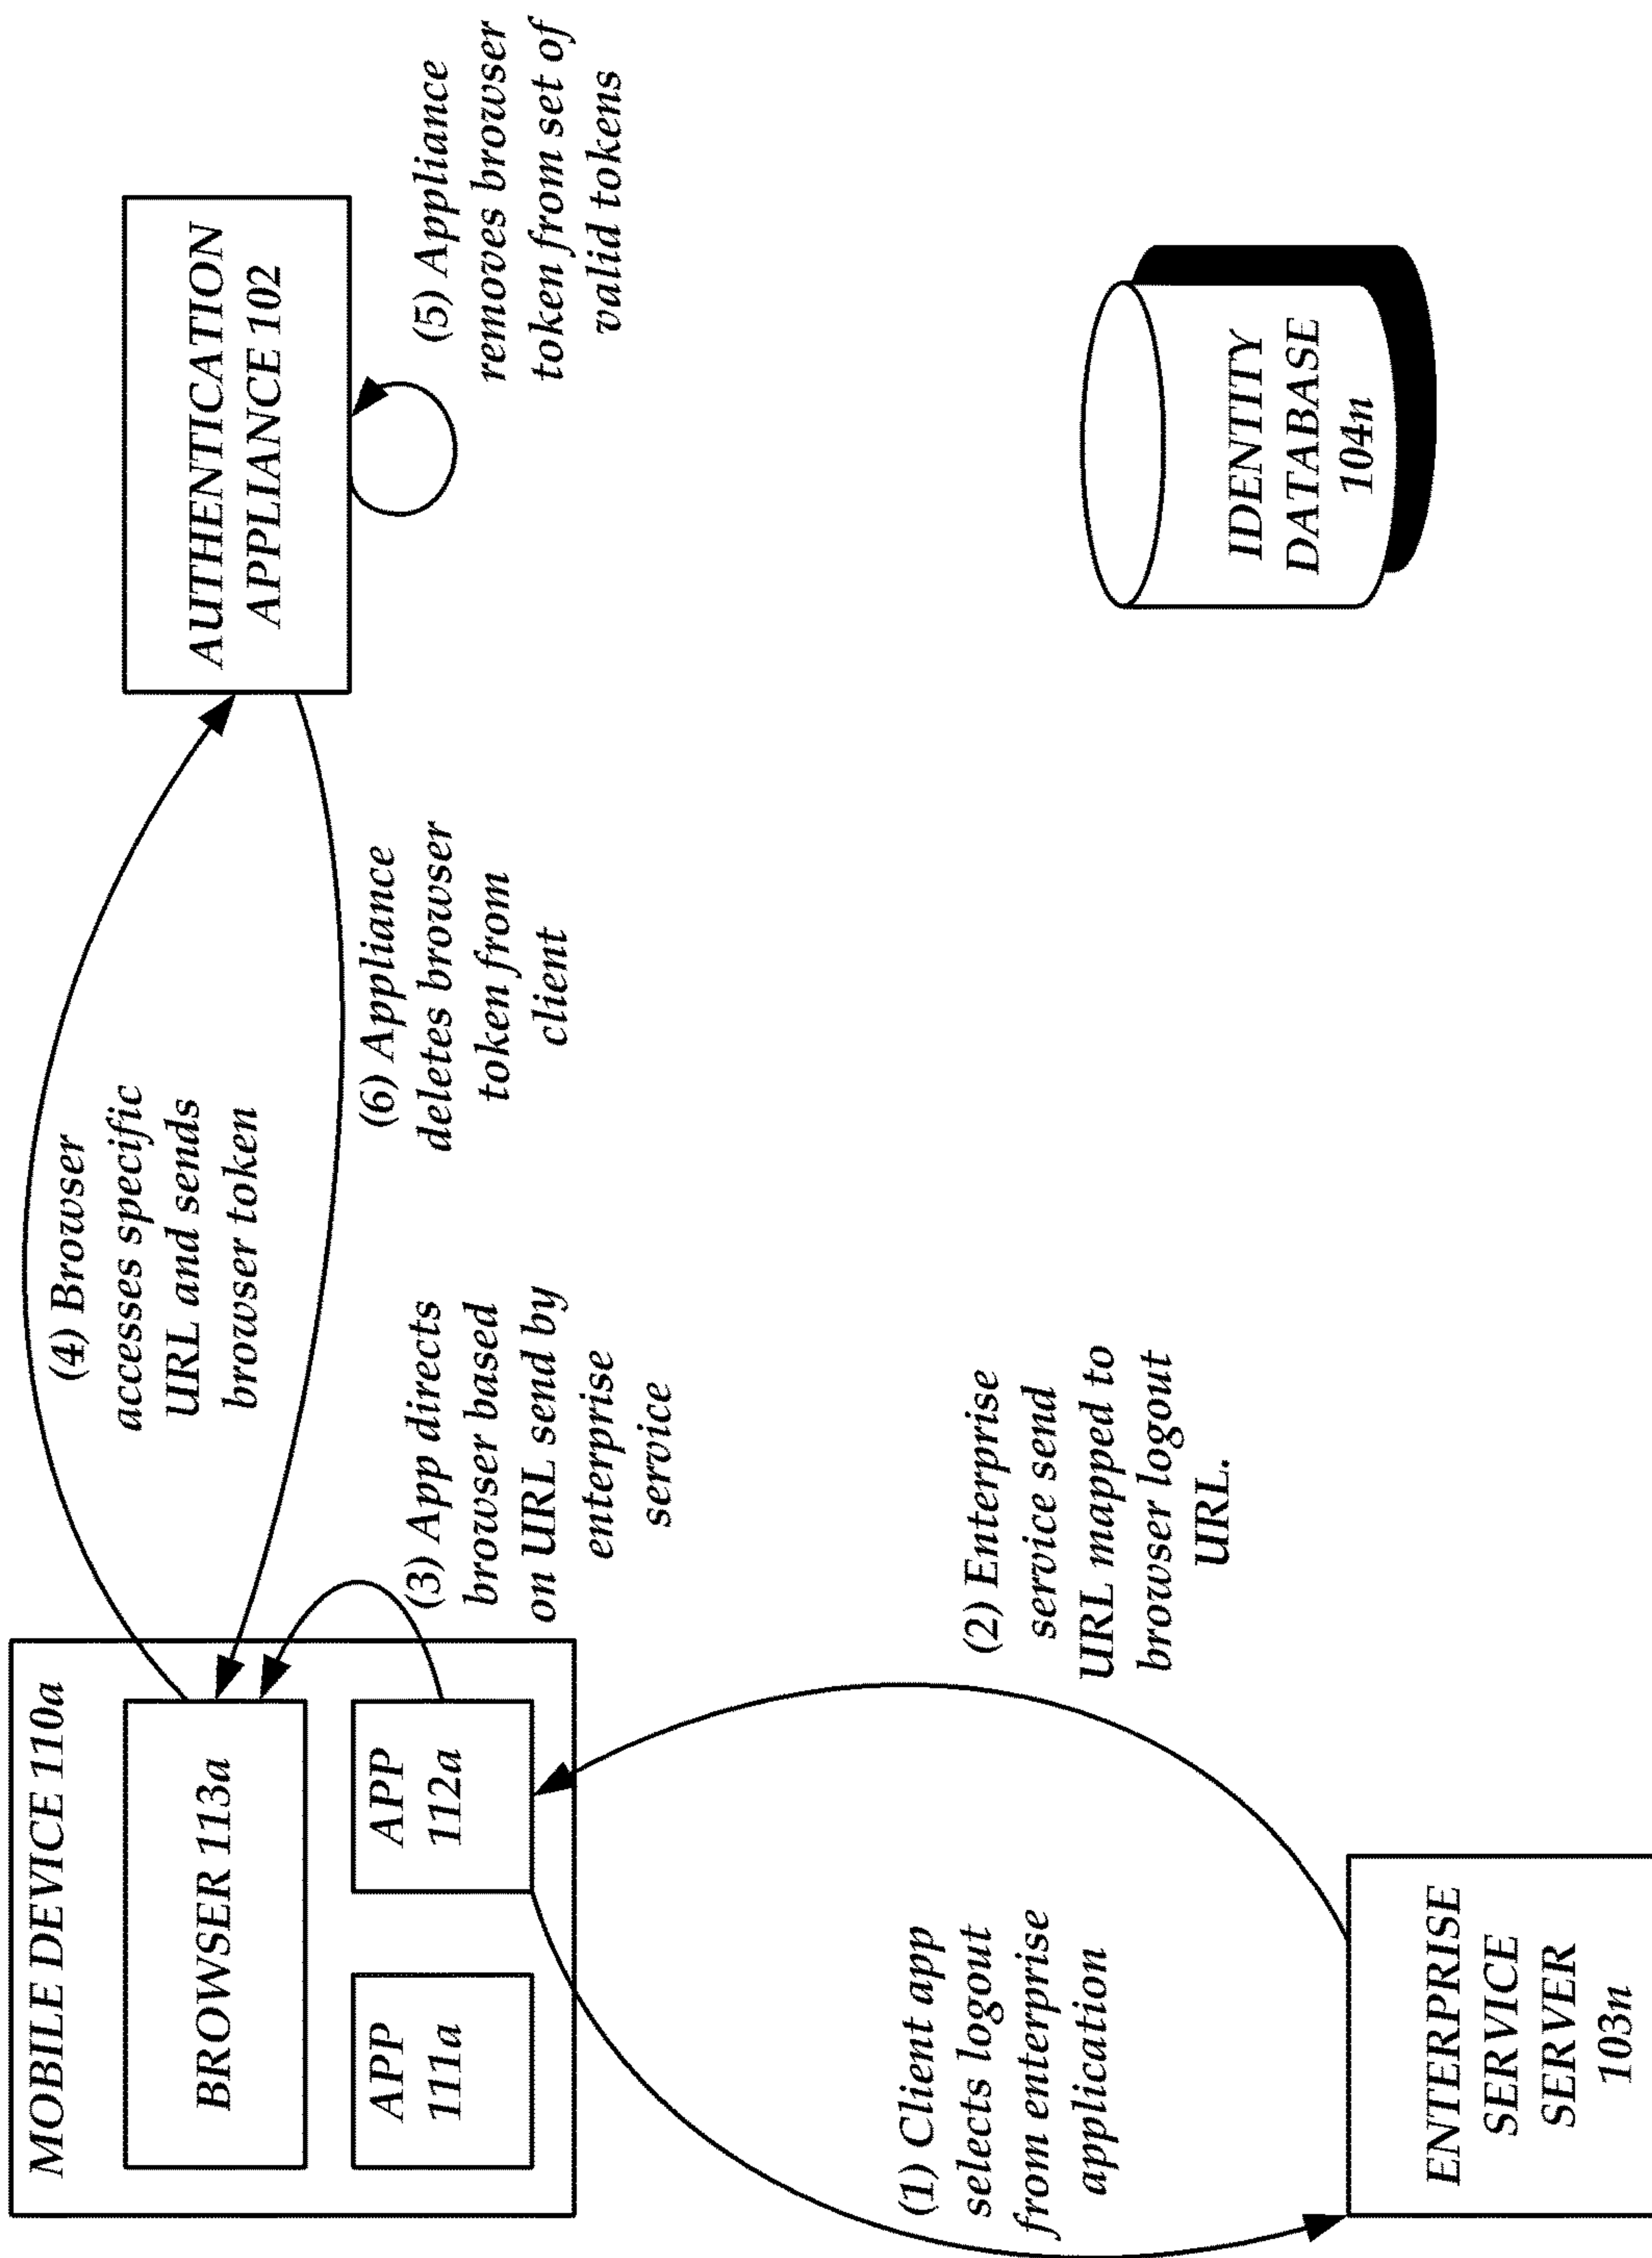 MOBILE DEVICE 110a
BROWSER 113a
APP
111a
APP
112a
(4) Browser
accesses specific
URL and sends
browser token
AUTHENTICATION
APPLIANCE 102
(6) Appliance
deletes browser
token from
client
(5) Appliance
removes browser
token from set of
valid tokens
(3) App directs
browser based
on URL send by
enterprise
service
(1) Client app
selects logout
from enterprise
application
(2) Enterprise
service send
URL mapped to
browser logout
URL.
ENTERPRISE
SERVICE
SERVER
103n
IDENTITY
DATABASE
104n